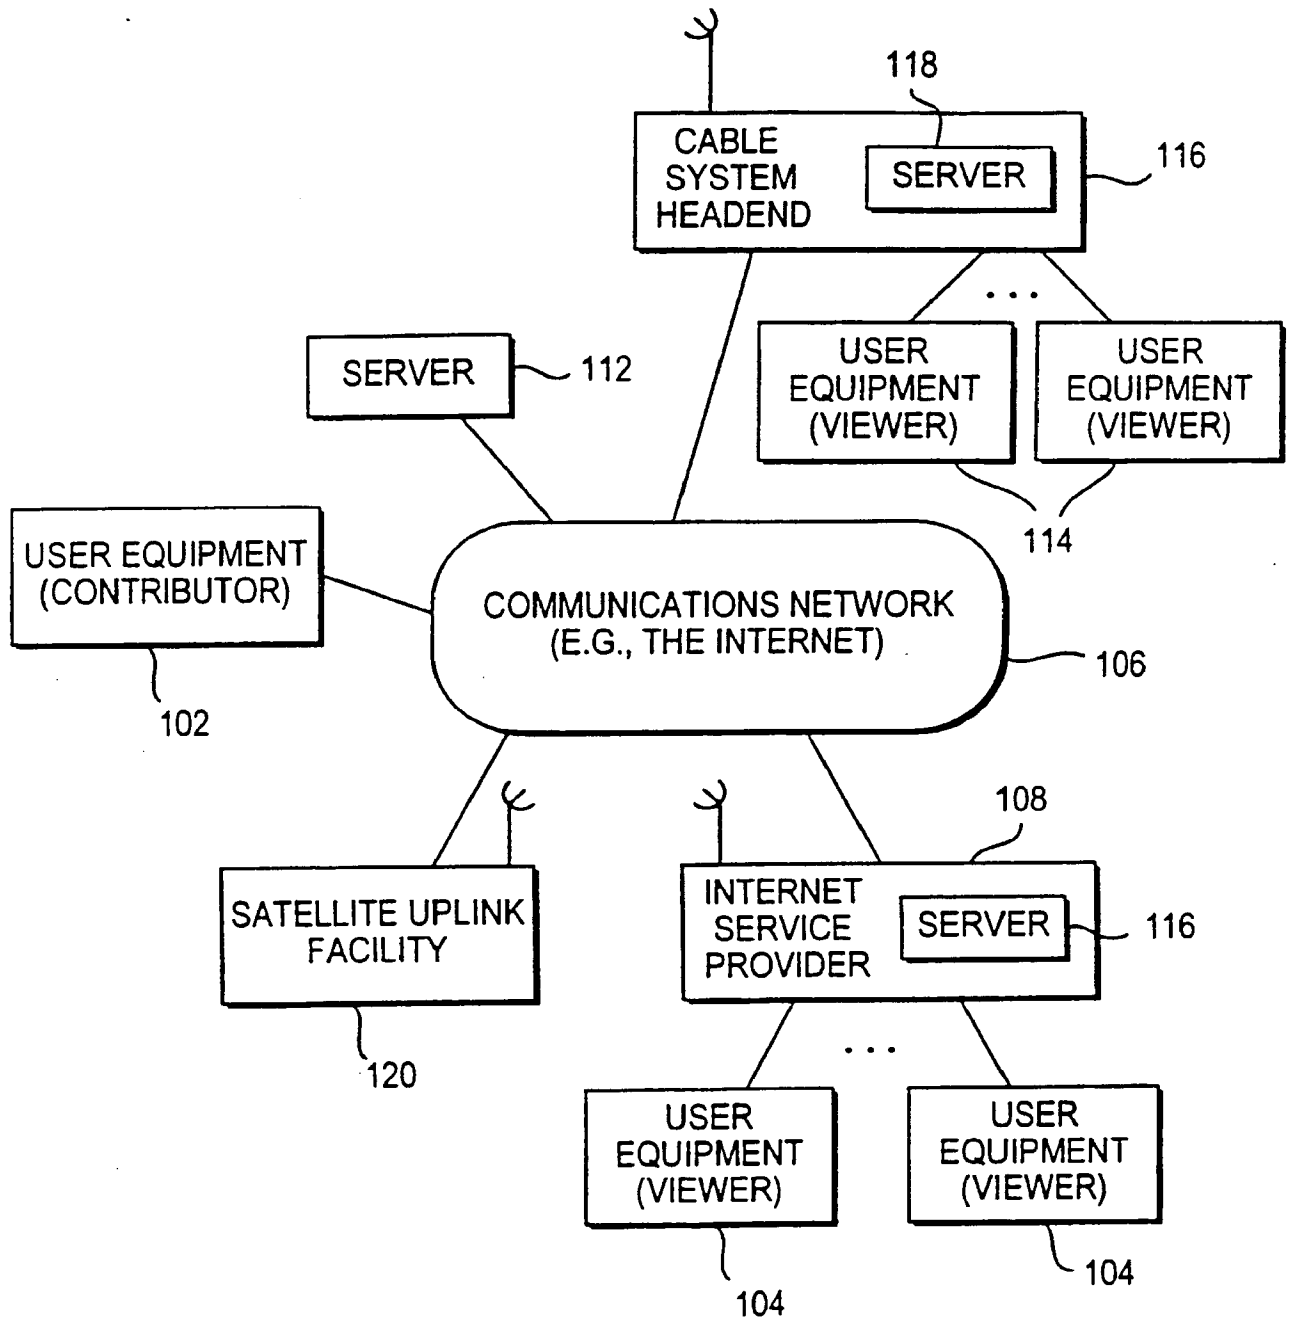 118
CABLE
SYSTEM
HEADEND
SERVER
116
...
USER
EQUIPMENT
(VIEWER)
USER
EQUIPMENT
(VIEWER)
114
SERVER
112
USER EQUIPMENT
(CONTRIBUTOR)
102
COMMUNICATIONS NETWORK
(E.G., THE INTERNET)
106
SATELLITE UPLINK
FACILITY
120
108
INTERNET
SERVICE
PROVIDER
SERVER
116
...
USER
EQUIPMENT
(VIEWER)
104
USER
EQUIPMENT
(VIEWER)
104